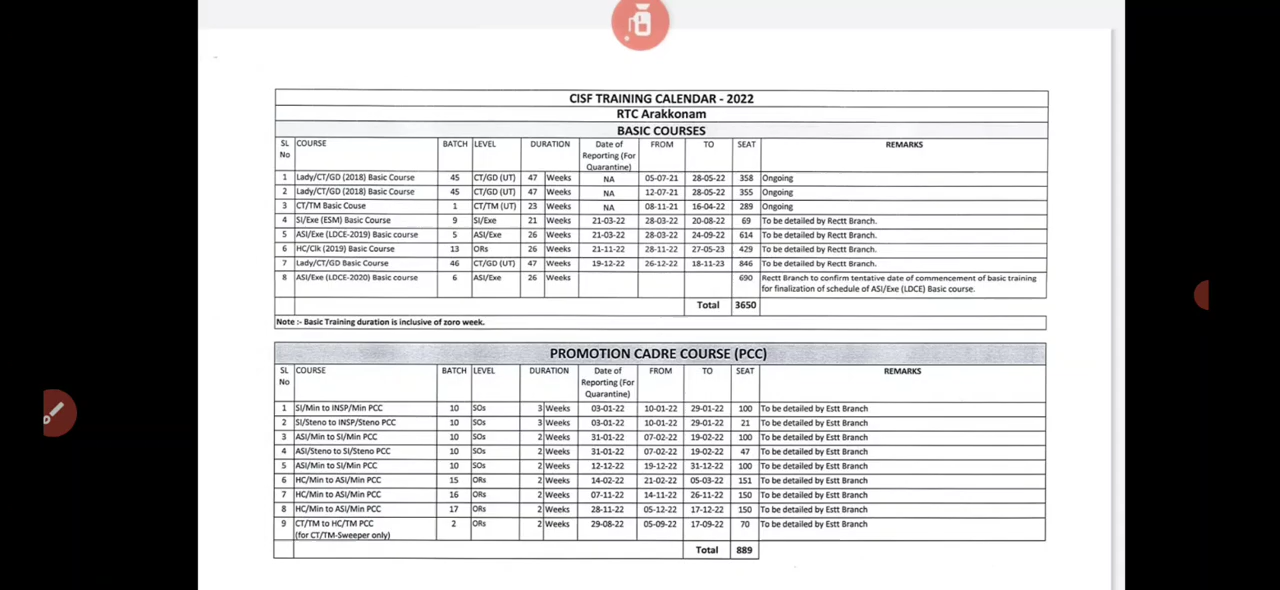 CISF TRAINING CALENDAR - 2022
RTC Arakkonam
BASIC COURSES
SL No COURSE BATCH LEVEL DURATION Date of Reporting (For Quarantine) FROM TO SEAT REMARKS
1 Lady/CT/GD (2018) Basic Course 45 CT/GD (UT) 47 Weeks NA 05-07-21 28-05-22 358 Ongoing
2 Lady/CT/GD (2018) Basic Course 45 CT/GD (UT) 47 Weeks NA 12-07-21 28-05-22 355 Ongoing
3 CT/TM Basic Couse 1 CT/TM (UT) 23 Weeks NA 08-11-21 16-04-22 289 Ongoing
4 SI/Exe (ESM) Basic Course 9 SI/Exe 21 Weeks 21-03-22 28-03-22 20-08-22 69 To be detailed by Rectt Branch.
5 ASI/Exe (LDCE-2019) Basic course 5 ASI/Exe 26 Weeks 21-03-22 28-03-22 24-09-22 614 To be detailed by Rectt Branch.
6 HC/Clk (2019) Basic Course 13 ORs 26 Weeks 21-11-22 28-11-22 27-05-23 429 To be detailed by Rectt Branch.
7 Lady/CT/GD Basic Course 46 CT/GD (UT) 47 Weeks 19-12-22 26-12-22 18-11-23 846 To be detailed by Rectt Branch.
8 ASI/Exe (LDCE-2020) Basic course 6 ASI/Exe 26 Weeks 690 Rectt Branch to confirm tentative date of commencement of basic training
for finalization of schedule of ASI/Exe (LDCE) Basic course.
Total 3650
Note :- Basic Training duration is inclusive of zoro week.
PROMOTION CADRE COURSE (PCC)
SL No COURSE BATCH LEVEL DURATION Date of Reporting (For Quarantine) FROM TO SEAT REMARKS
1 SI/Min to INSP/Min PCC 10 SOs 3 Weeks 03-01-22 10-01-22 29-01-22 100 To be detailed by Estt Branch
2 SI/Steno to INSP/Steno PCC 10 SOs 3 Weeks 03-01-22 10-01-22 29-01-22 21 To be detailed by Estt Branch
3 ASI/Min to SI/Min PCC 10 SOs 2 Weeks 31-01-22 07-02-22 19-02-22 100 To be detailed by Estt Branch
4 ASI/Steno to SI/Steno PCC 10 SOs 2 Weeks 31-01-22 07-02-22 19-02-22 47 To be detailed by Estt Branch
5 ASI/Min to SI/Min PCC 10 SOs 2 Weeks 12-12-22 19-12-22 31-12-22 100 To be detailed by Estt Branch
6 HC/Min to ASI/Min PCC 15 ORs 2 Weeks 14-02-22 21-02-22 05-03-22 151 To be detailed by Estt Branch
7 HC/Min to ASI/Min PCC 16 ORs 2 Weeks 07-11-22 14-11-22 26-11-22 150 To be detailed by Estt Branch
8 HC/Min to ASI/Min PCC 17 ORs 2 Weeks 28-11-22 05-12-22 17-12-22 150 To be detailed by Estt Branch
9 CT/TM to HC/TM PCC 2 ORs 2 Weeks 29-08-22 05-09-22 17-09-22 70 To be detailed by Estt Branch
(for CT/TM-Sweeper only)
Total 889